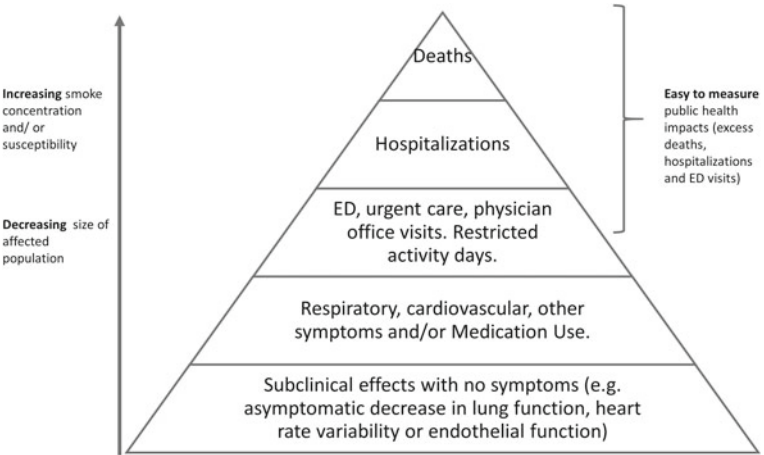 Increasing smoke
concentration
and/ or
susceptibility
Decreasing size of
affected
population
Deaths
Hospitalizations
ED, urgent care, physician
office visits. Restricted
activity days.
Respiratory, cardiovascular, other
symptoms and/or Medication Use.
Subclinical effects with no symptoms (e.g.
asymptomatic decrease in lung function, heart
rate variability or endothelial function)
Easy to measure
public health
impacts (excess
deaths,
hospitalizations
and ED visits)